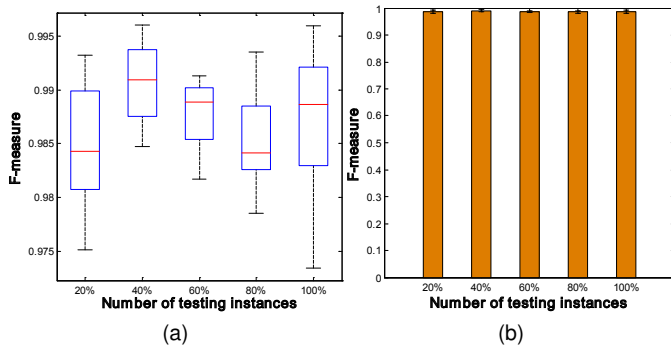 0.995
0.99
0.985
0.98
0.975
F-measure
20% 40% 60% 80% 100%
Number of testing instances
(a)
1
0.9
0.8
0.7
0.6
0.5
0.4
0.3
0.2
0.1
0
F-measure
20% 40% 60% 80% 100%
Number of testing instances
(b)